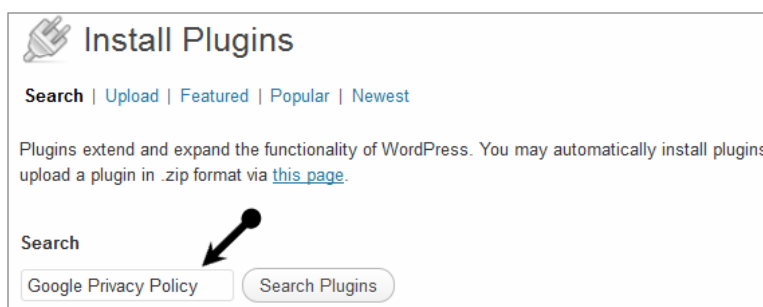 Install Plugins
Search | Upload | Featured | Popular | Newest
Plugins extend and expand the functionality of WordPress. You may automatically install plugins
upload a plugin in .zip format via this page.
Search
Google Privacy Policy Search Plugins